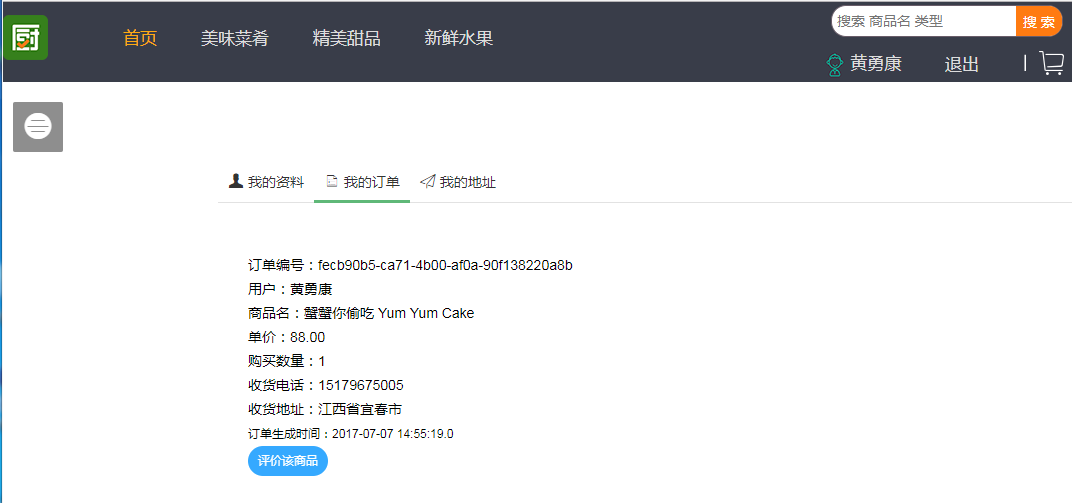 厨
首页 美味菜肴 精美甜品 新鲜水果
搜索 商品名 类型 搜 索
黄勇康 退出
我的资料 我的订单 我的地址
订单编号：fecb90b5-ca71-4b00-af0a-90f138220a8b
用户：黄勇康
商品名：蟹蟹你偷吃 Yum Yum Cake
单价：88.00
购买数量：1
收货电话：15179675005
收货地址：江西省宜春市
订单生成时间：2017-07-07 14:55:19.0
评价该商品